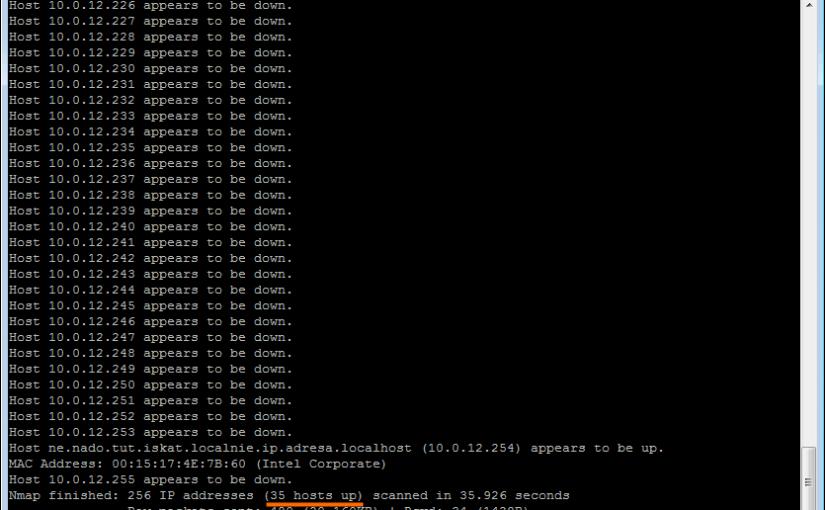 Host 10.0.12.226 appears to be down.
Host 10.0.12.227 appears to be down.
Host 10.0.12.228 appears to be down.
Host 10.0.12.229 appears to be down.
Host 10.0.12.230 appears to be down.
Host 10.0.12.231 appears to be down.
Host 10.0.12.232 appears to be down.
Host 10.0.12.233 appears to be down.
Host 10.0.12.234 appears to be down.
Host 10.0.12.235 appears to be down.
Host 10.0.12.236 appears to be down.
Host 10.0.12.237 appears to be down.
Host 10.0.12.238 appears to be down.
Host 10.0.12.239 appears to be down.
Host 10.0.12.240 appears to be down.
Host 10.0.12.241 appears to be down.
Host 10.0.12.242 appears to be down.
Host 10.0.12.243 appears to be down.
Host 10.0.12.244 appears to be down.
Host 10.0.12.245 appears to be down.
Host 10.0.12.246 appears to be down.
Host 10.0.12.247 appears to be down.
Host 10.0.12.248 appears to be down.
Host 10.0.12.249 appears to be down.
Host 10.0.12.250 appears to be down.
Host 10.0.12.251 appears to be down.
Host 10.0.12.252 appears to be down.
Host 10.0.12.253 appears to be down.
Host ne.nado.tut.iskat.localnie.ip.adresa.localhost (10.0.12.254) appears to be up.
MAC Address: 00:15:17:4E:7B:60 (Intel Corporate)
Host 10.0.12.255 appears to be down.
Nmap finished: 256 IP addresses (35 hosts up) scanned in 35.926 seconds
Raw packets sent: